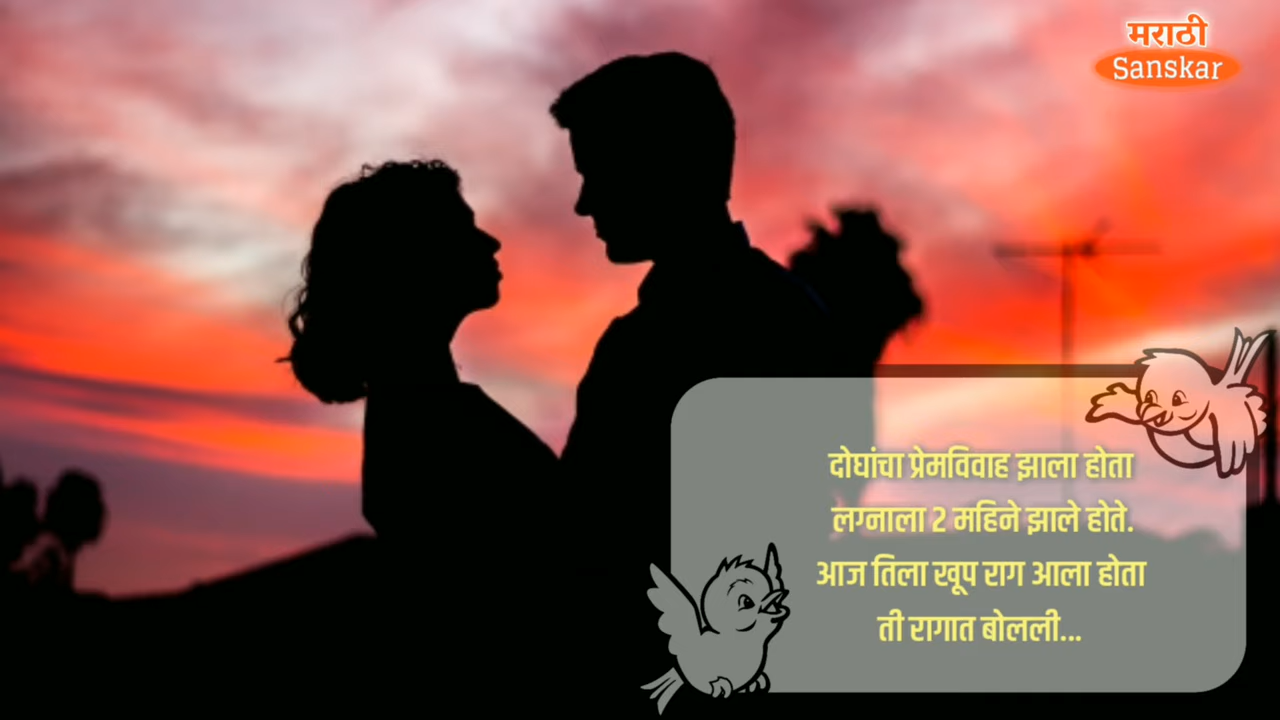 मराठी
Sanskar
दोघांचा प्रेमविवाह झाला होता
लग्नाला 2 महिने झाले होते.
आज तिला खूप राग आला होता
ती रागात बोलली...